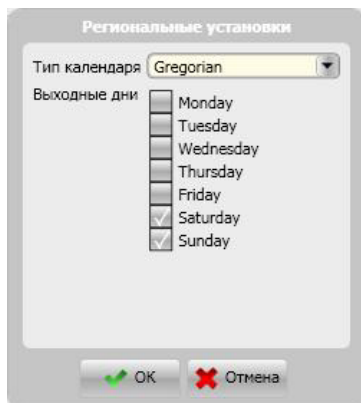 Региональные установки
Тип календаря Gregorian
Выходные дни
Monday
Tuesday
Wednesday
Thursday
Friday
Saturday
Sunday
OK Отмена